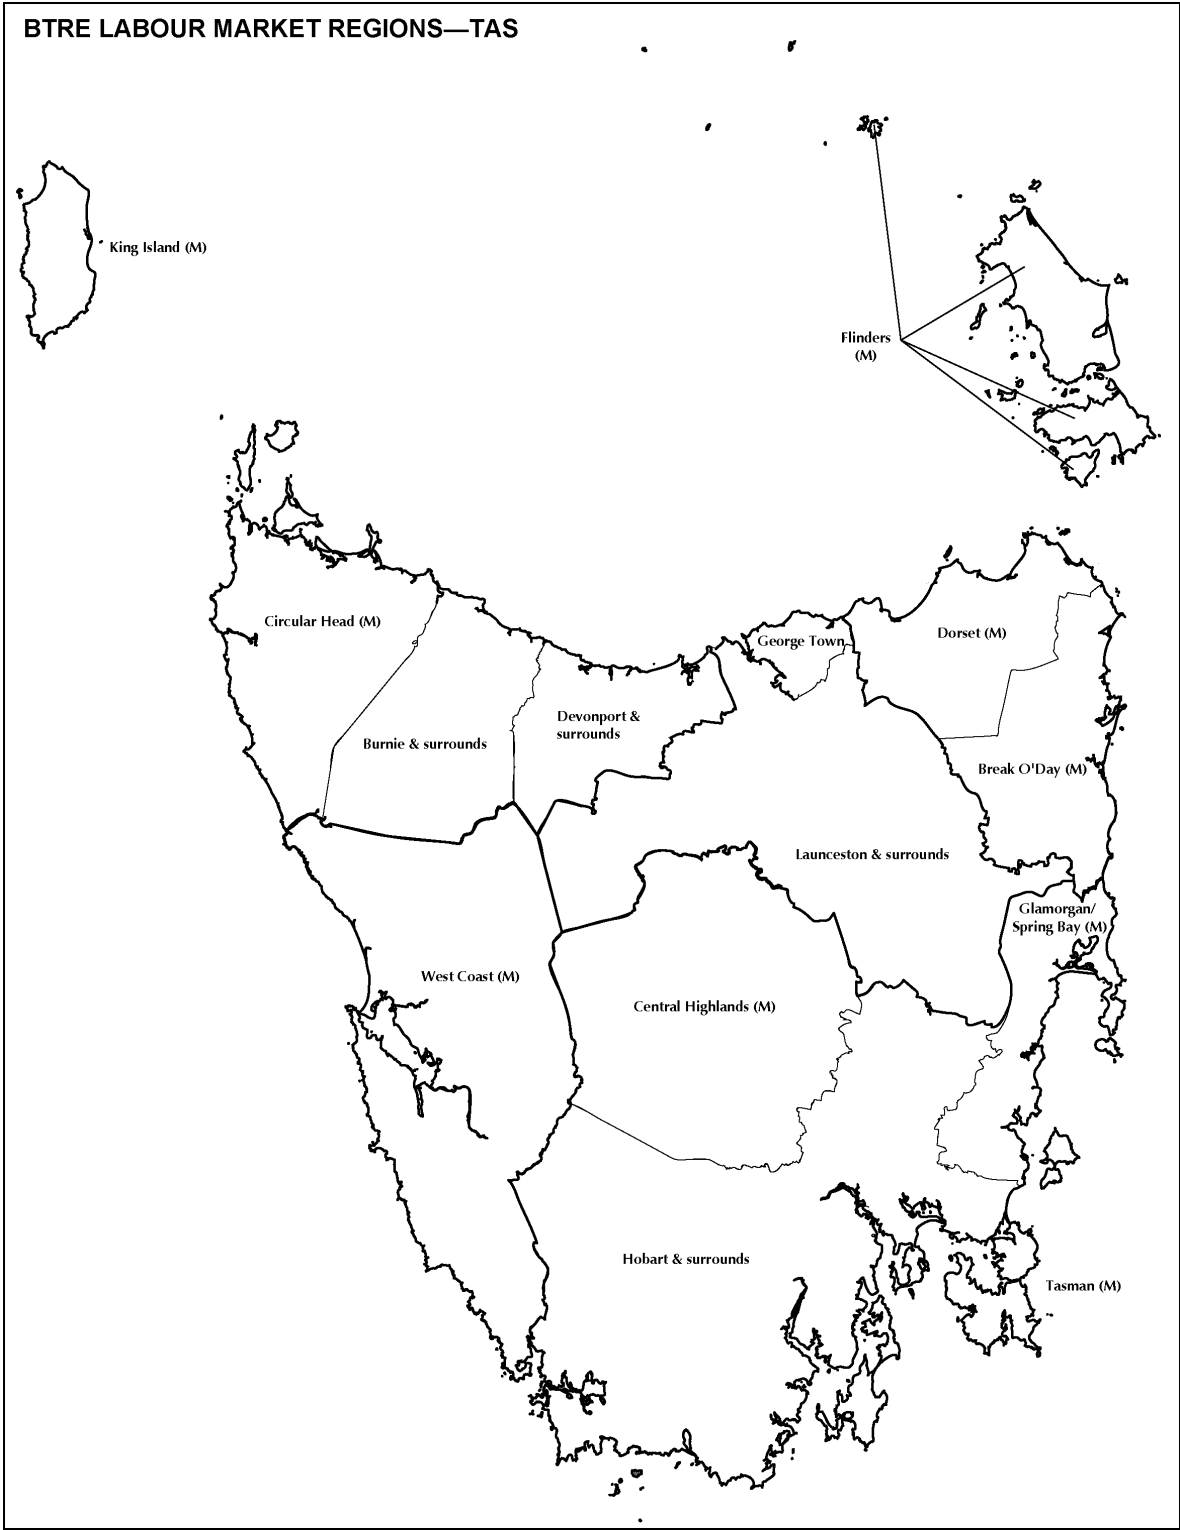 BTRE LABOUR MARKET REGIONS—TAS
King Island (M)
Flinders
(M)
Circular Head (M)
George Town
Dorset (M)
Devonport &
surrounds
Burnie & surrounds
Break O'Day (M)
Launceston & surrounds
Glamorgan/
Spring Bay (M)
West Coast (M)
Central Highlands (M)
Hobart & surrounds
Tasman (M)